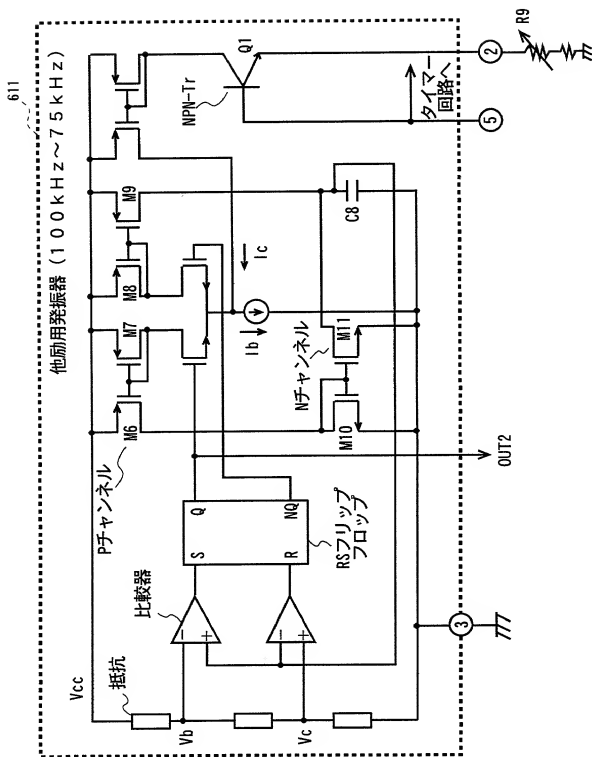 611
他励用発振器(100kHz~75kHz)
Vcc
抵抗
Vb
Vc
比較器
S
R
Q
NQ
RSフリップ
フロップ
Pチャンネル
M6
M7
M8
M9
Ib
Ic
Nチャンネル
M10
M11
C8
NPN-Tr
Q1
タイマー
回路へ
OUT2
R9
②
③
⑤
-
+
-
+